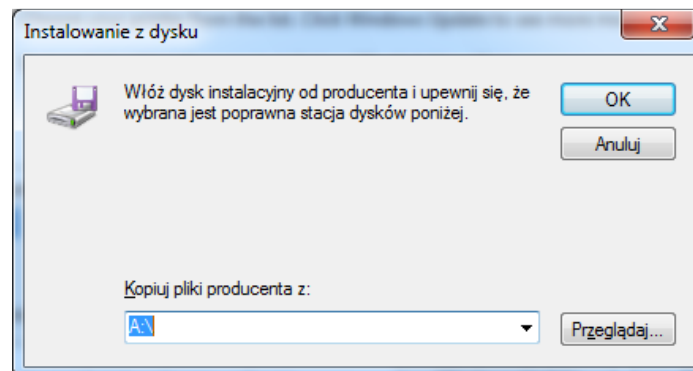 Instalowanie z dysku
Włóż dysk instalacyjny od producenta i upewnij się, że
wybrana jest poprawna stacja dysków poniżej.
OK
Anuluj
Kopiuj pliki producenta z:
A:\
Przeglądaj...